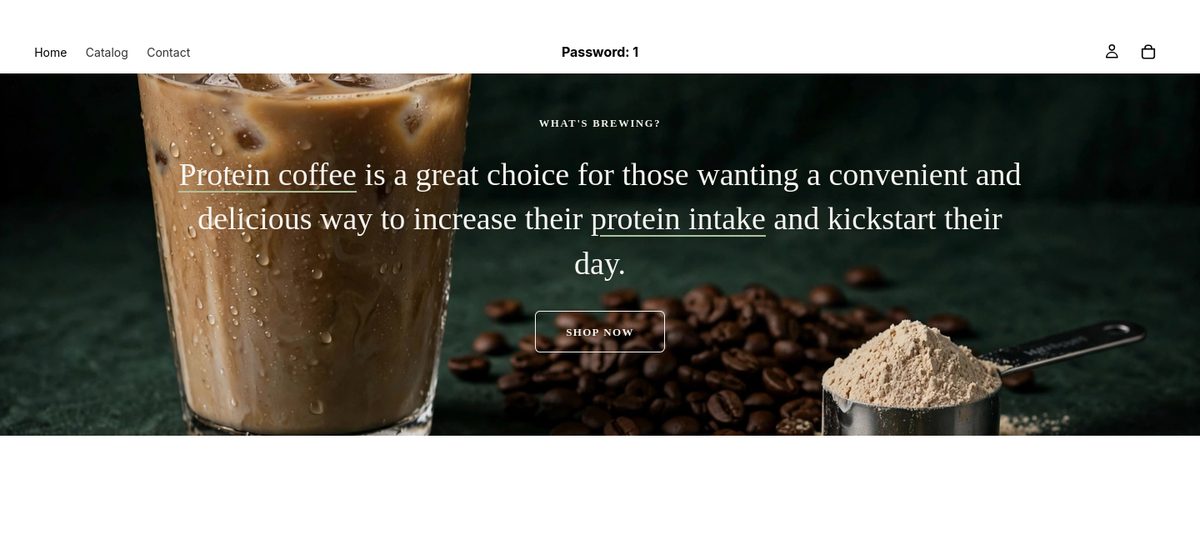 Home Catalog Contact
Password: 1
WHAT'S BREWING?
Protein coffee is a great choice for those wanting a convenient and
delicious way to increase their protein intake and kickstart their
day.
SHOP NOW